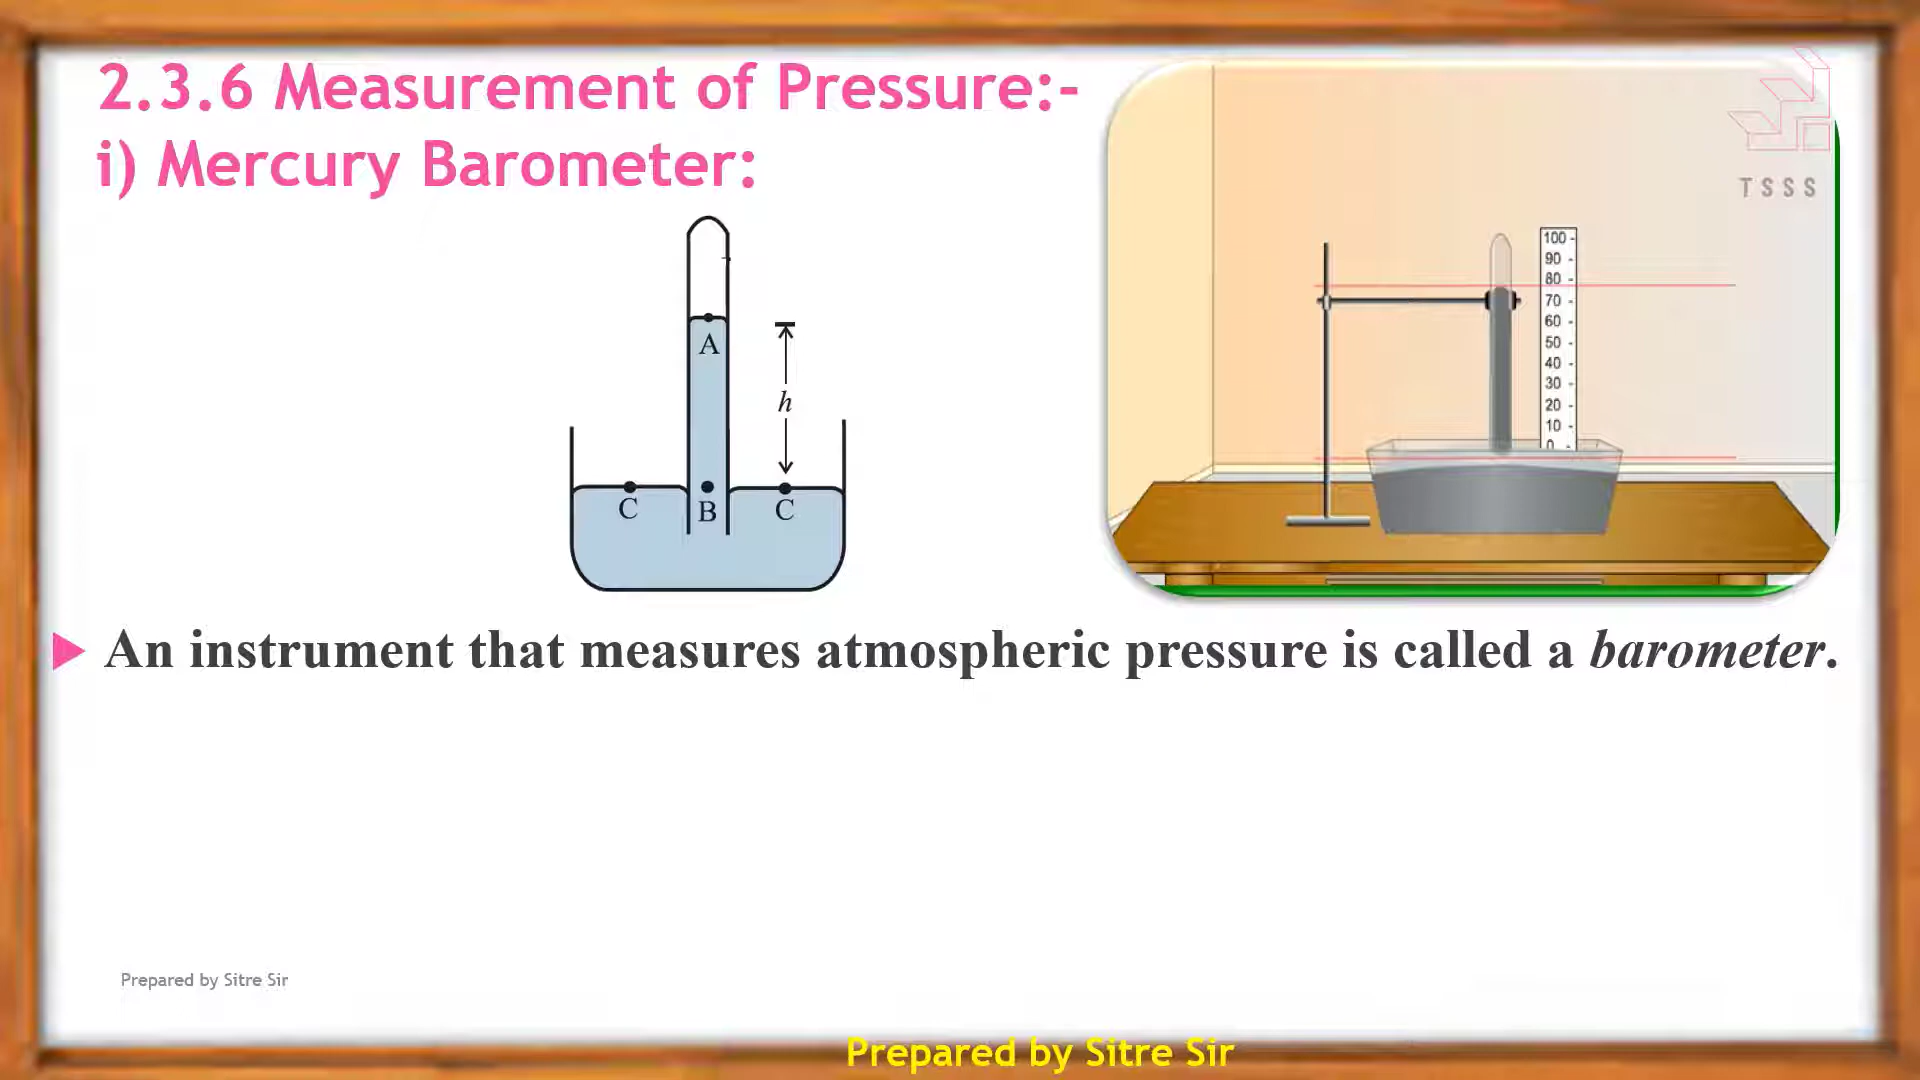 2.3.6 Measurement of Pressure:-
i) Mercury Barometer:
TSSS
100 -
90 -
80 -
70 -
60 -
50 -
40 -
30 -
20 -
10 -
0 -
A
h
C
B
C
An instrument that measures atmospheric pressure is called a barometer.
Prepared by Sitre Sir
Prepared by Sitre Sir